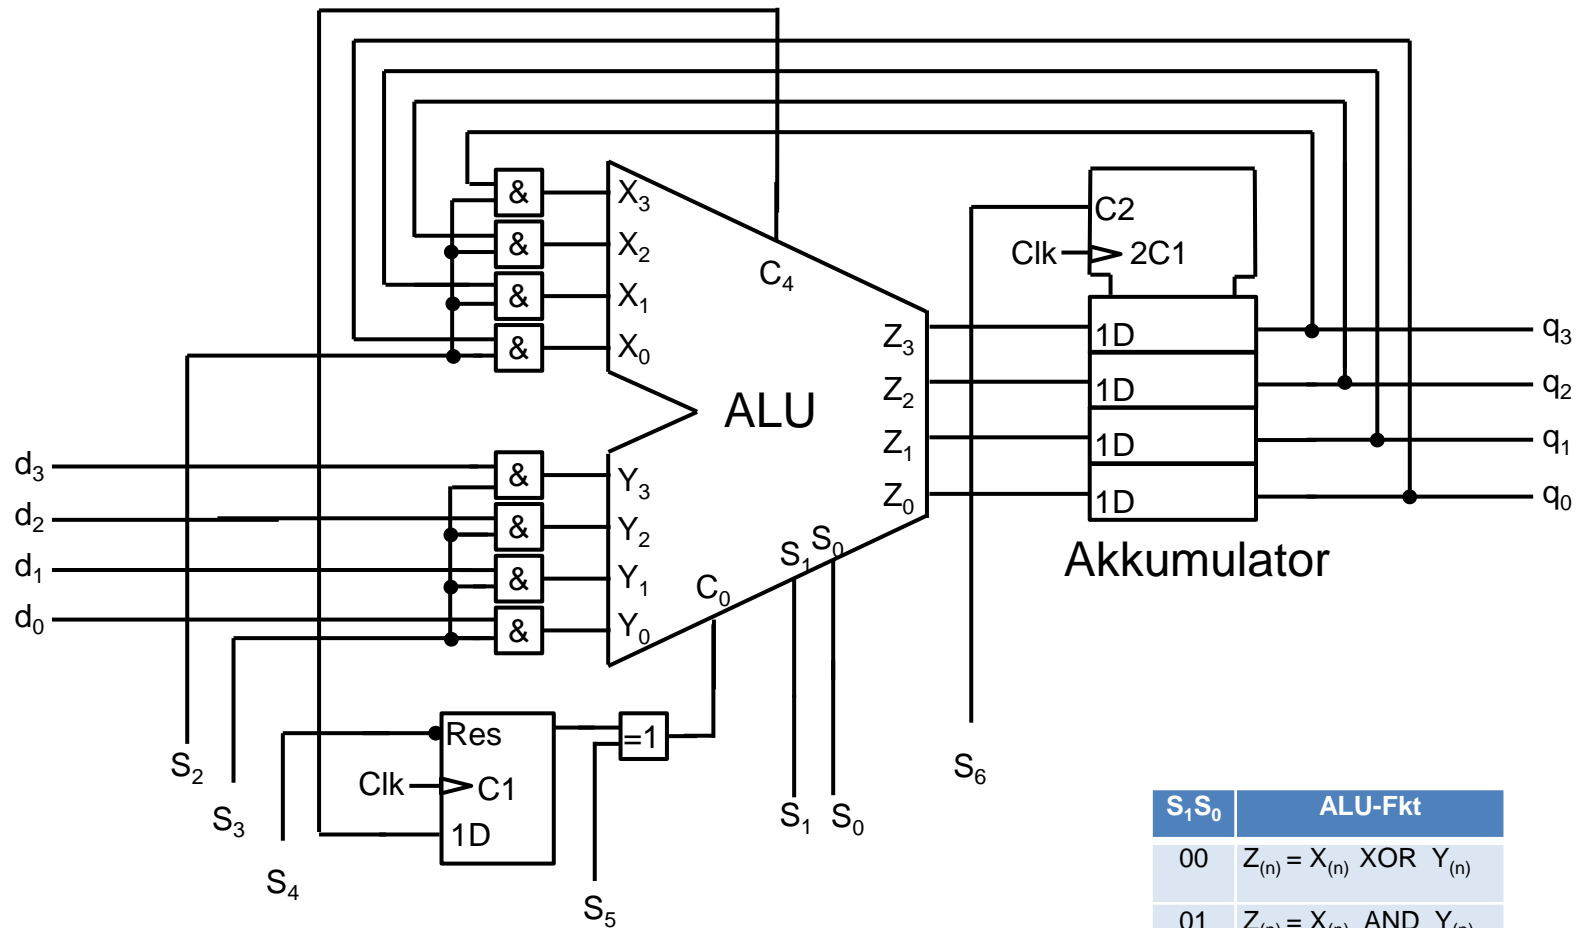 &
X3
&
X2
&
X1
&
X0
C4
ALU
C2
Clk
2C1
Z3
1D
q3
Z2
1D
q2
Z1
1D
q1
Z0
1D
q0
Akkumulator
d3
&
Y3
d2
&
Y2
d1
&
Y1
d0
&
Y0
C0
S1
S0
Res
Clk
C1
1D
=1
S2
S3
S4
S5
S1
S0
S6
S1S0 ALU-Fkt
00 Z(n) = X(n) XOR Y(n)
01 Z(n) = X(n) AND Y(n)